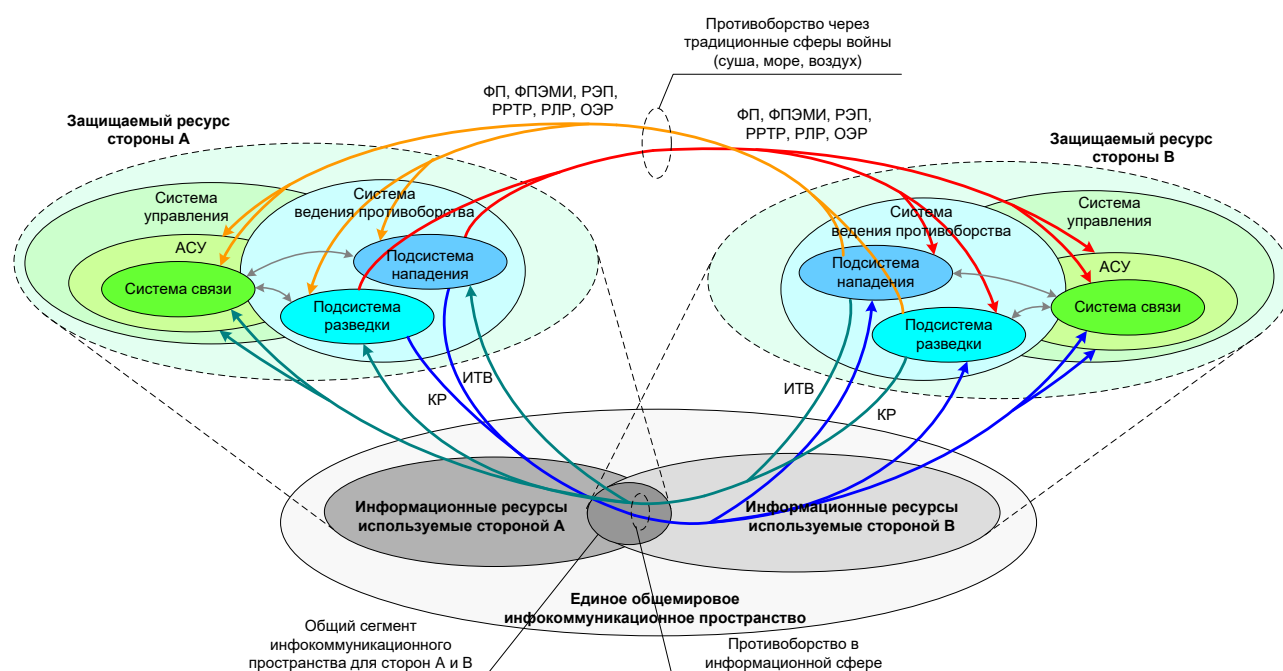 Противоборство через
традиционные сферы войны
(суша, море, воздух)
ФП, ФПЭМИ, РЭП,
РРТР, РЛР, ОЭР
ФП, ФПЭМИ, РЭП,
РРТР, РЛР, ОЭР
Защищаемый ресурс
стороны А
Защищаемый ресурс
стороны В
Система
управления
Система
ведения противоборства
АСУ
Подсистема
нападения
Система связи
Подсистема
разведки
Система
ведения противоборства
Система
управления
Подсистема
нападения
АСУ
Система связи
Подсистема
разведки
ИТВ
КР
ИТВ
КР
Информационные ресурсы
используемые стороной А
Информационные ресурсы
используемые стороной В
Единое общемировое
инфокоммуникационное пространство
Общий сегмент
инфокоммуникационного
пространства для сторон А и В
Противоборство в
информационной сфере